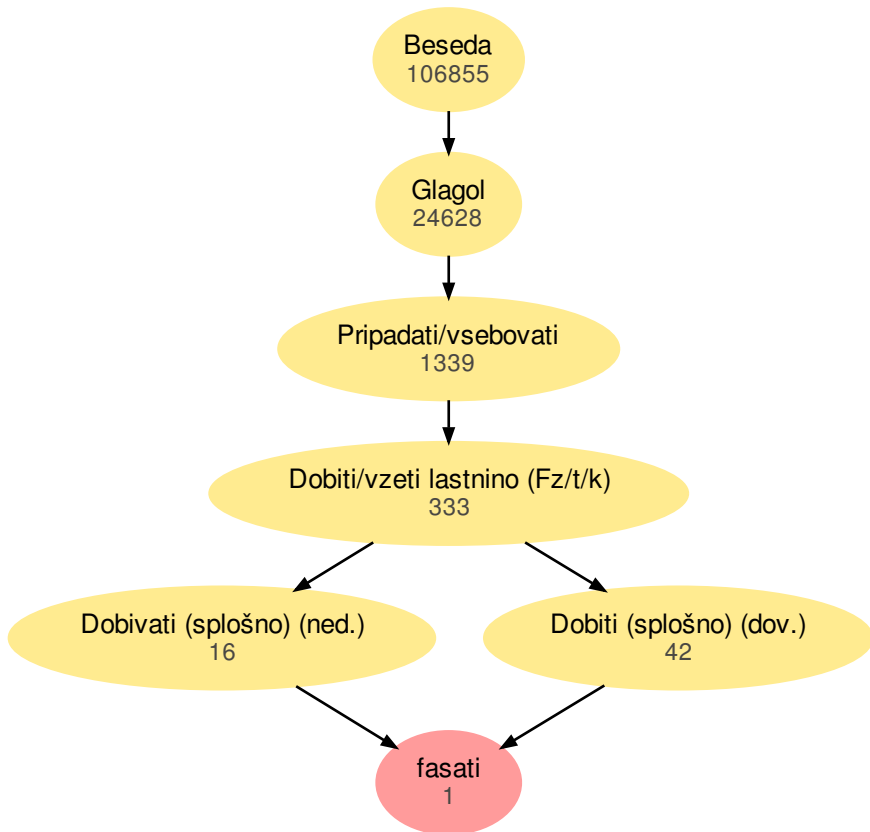 Beseda
106855
Glagol
24628
Pripadati/vsebovati
1339
Dobiti/vzeti lastnino (Fz/t/k)
333
Dobivati (splošno) (ned.)
16
Dobiti (splošno) (dov.)
42
fasati
1